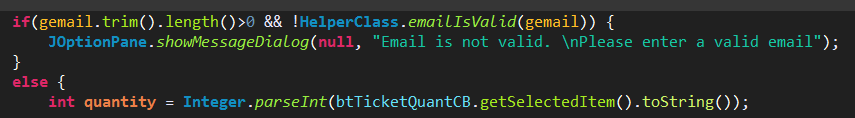 if(gemail.trim().length()>0 && !HelperClass.emailIsValid(gemail)) {
JOptionPane.showMessageDialog(null, "Email is not valid. \nPlease enter a valid email");
}
else {
int quantity = Integer.parseInt(btTicketQuantCB.getSelectedItem().toString());